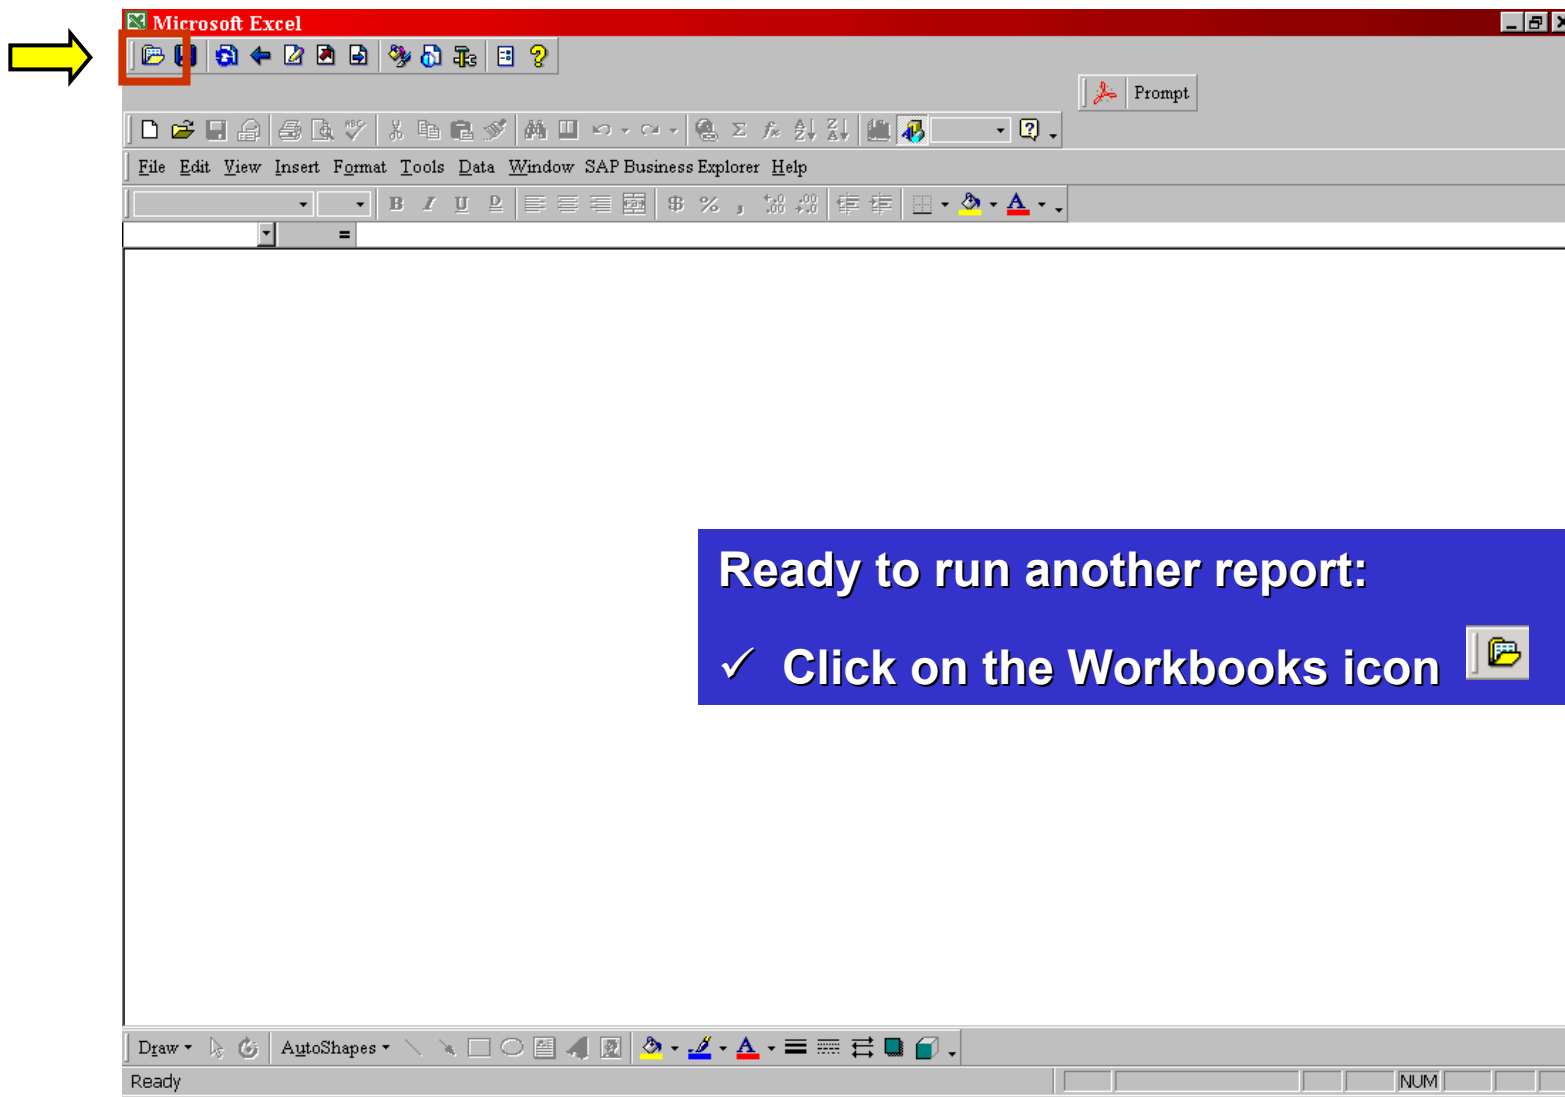 Microsoft Excel
Prompt
File Edit View Insert Format Tools Data Window SAP Business Explorer Help
B I U D $ % ,
=
Ready to run another report:
✓ Click on the Workbooks icon
Draw AutoShapes
Ready NUM